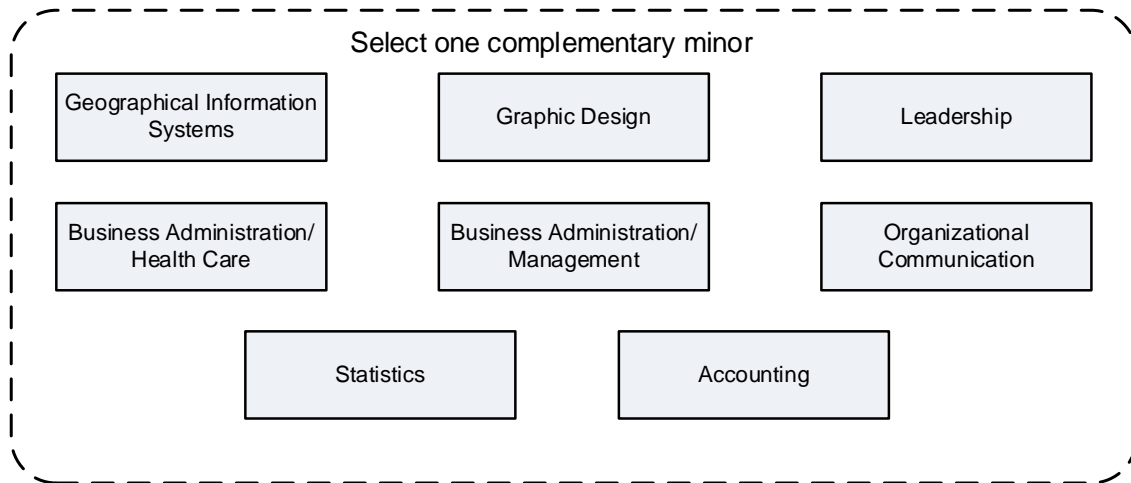 Select one complementary minor
Geographical Information
Systems
Graphic Design
Leadership
Business Administration/
Health Care
Business Administration/
Management
Organizational
Communication
Statistics
Accounting